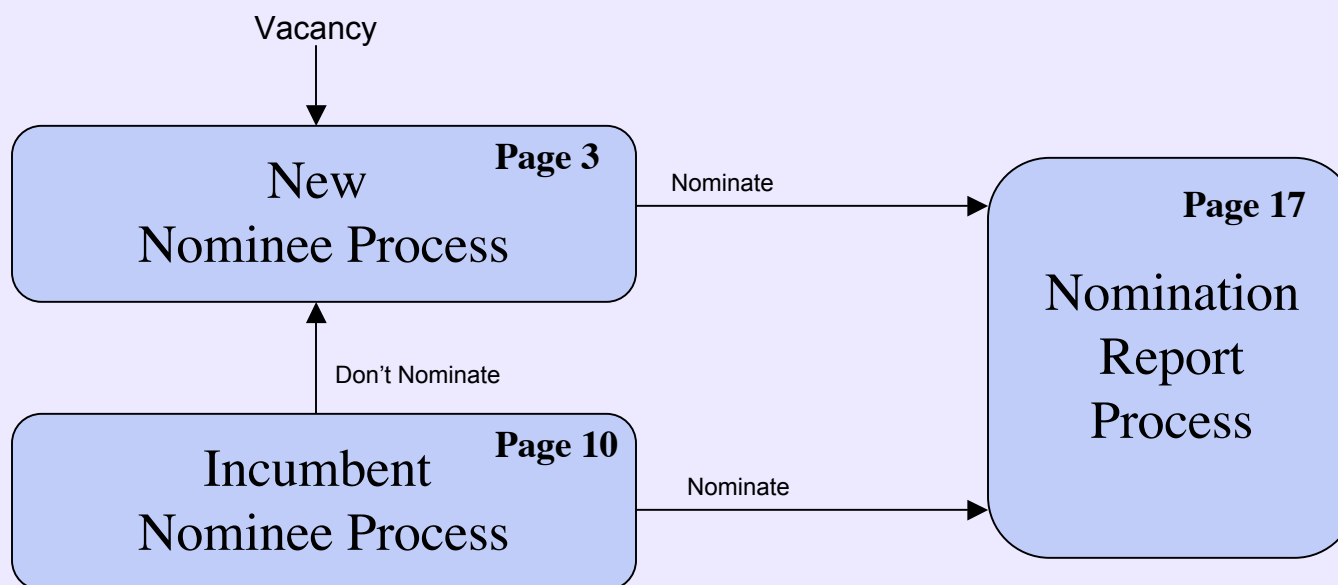 Vacancy
Page 3
New
Nominee Process
Nominate
Page 17
Nomination
Report
Process
Don’t Nominate
Page 10
Incumbent
Nominee Process
Nominate